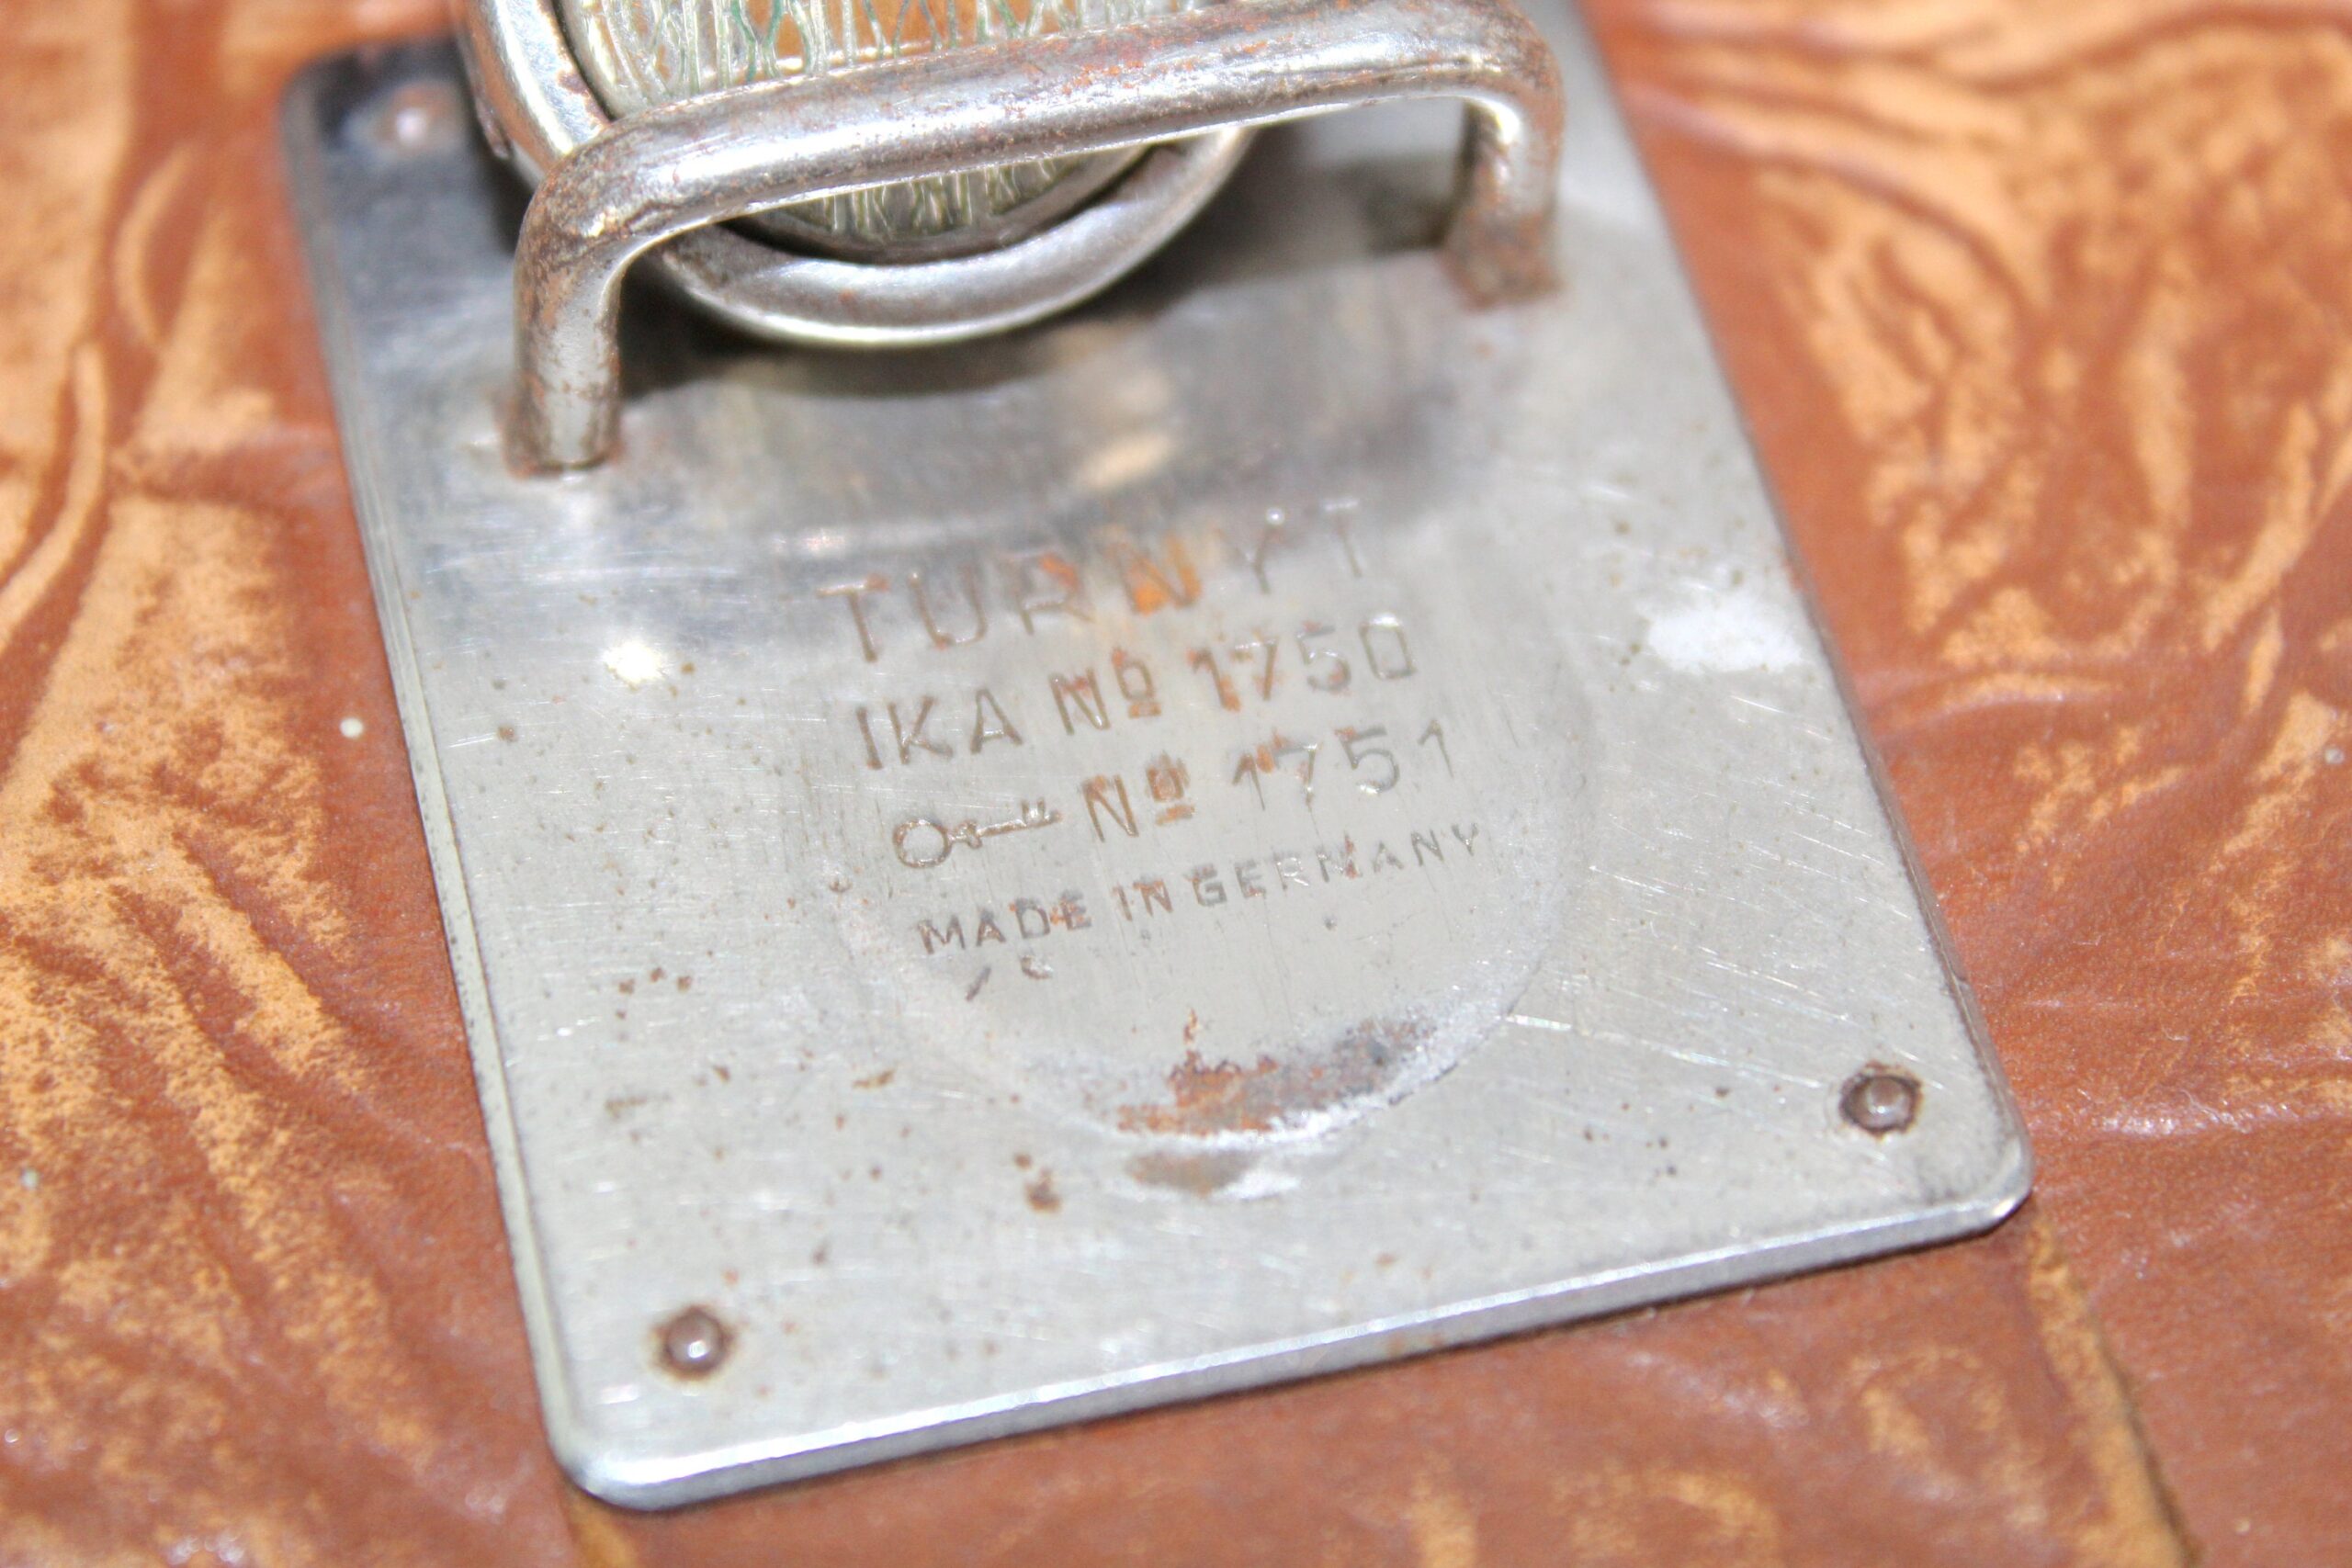 TURNYT
IKA No 1750
No 1751
MADE IN GERMANY